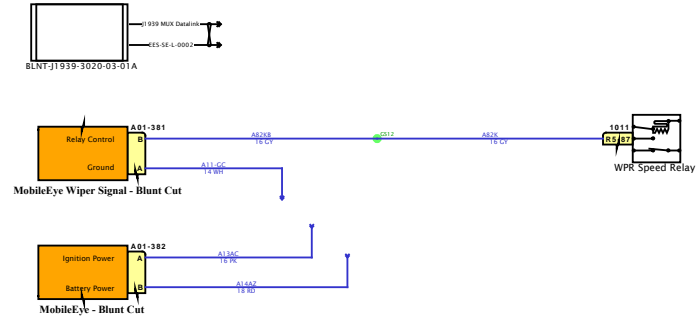 J1939 MUX Datalink
EES-SE-L-0002
BLNT-J1939-3020-03-01A
A01-381
Relay Control
B
A82KB
16 GY
GS12
A82K
16 GY
1011
R5/87
WPR Speed Relay
Ground
A
A11-GC
14 WH
MobileEye Wiper Signal - Blunt Cut
A01-382
Ignition Power
A
A13AC
16 PK
Battery Power
B
A14AZ
18 RD
MobileEye - Blunt Cut